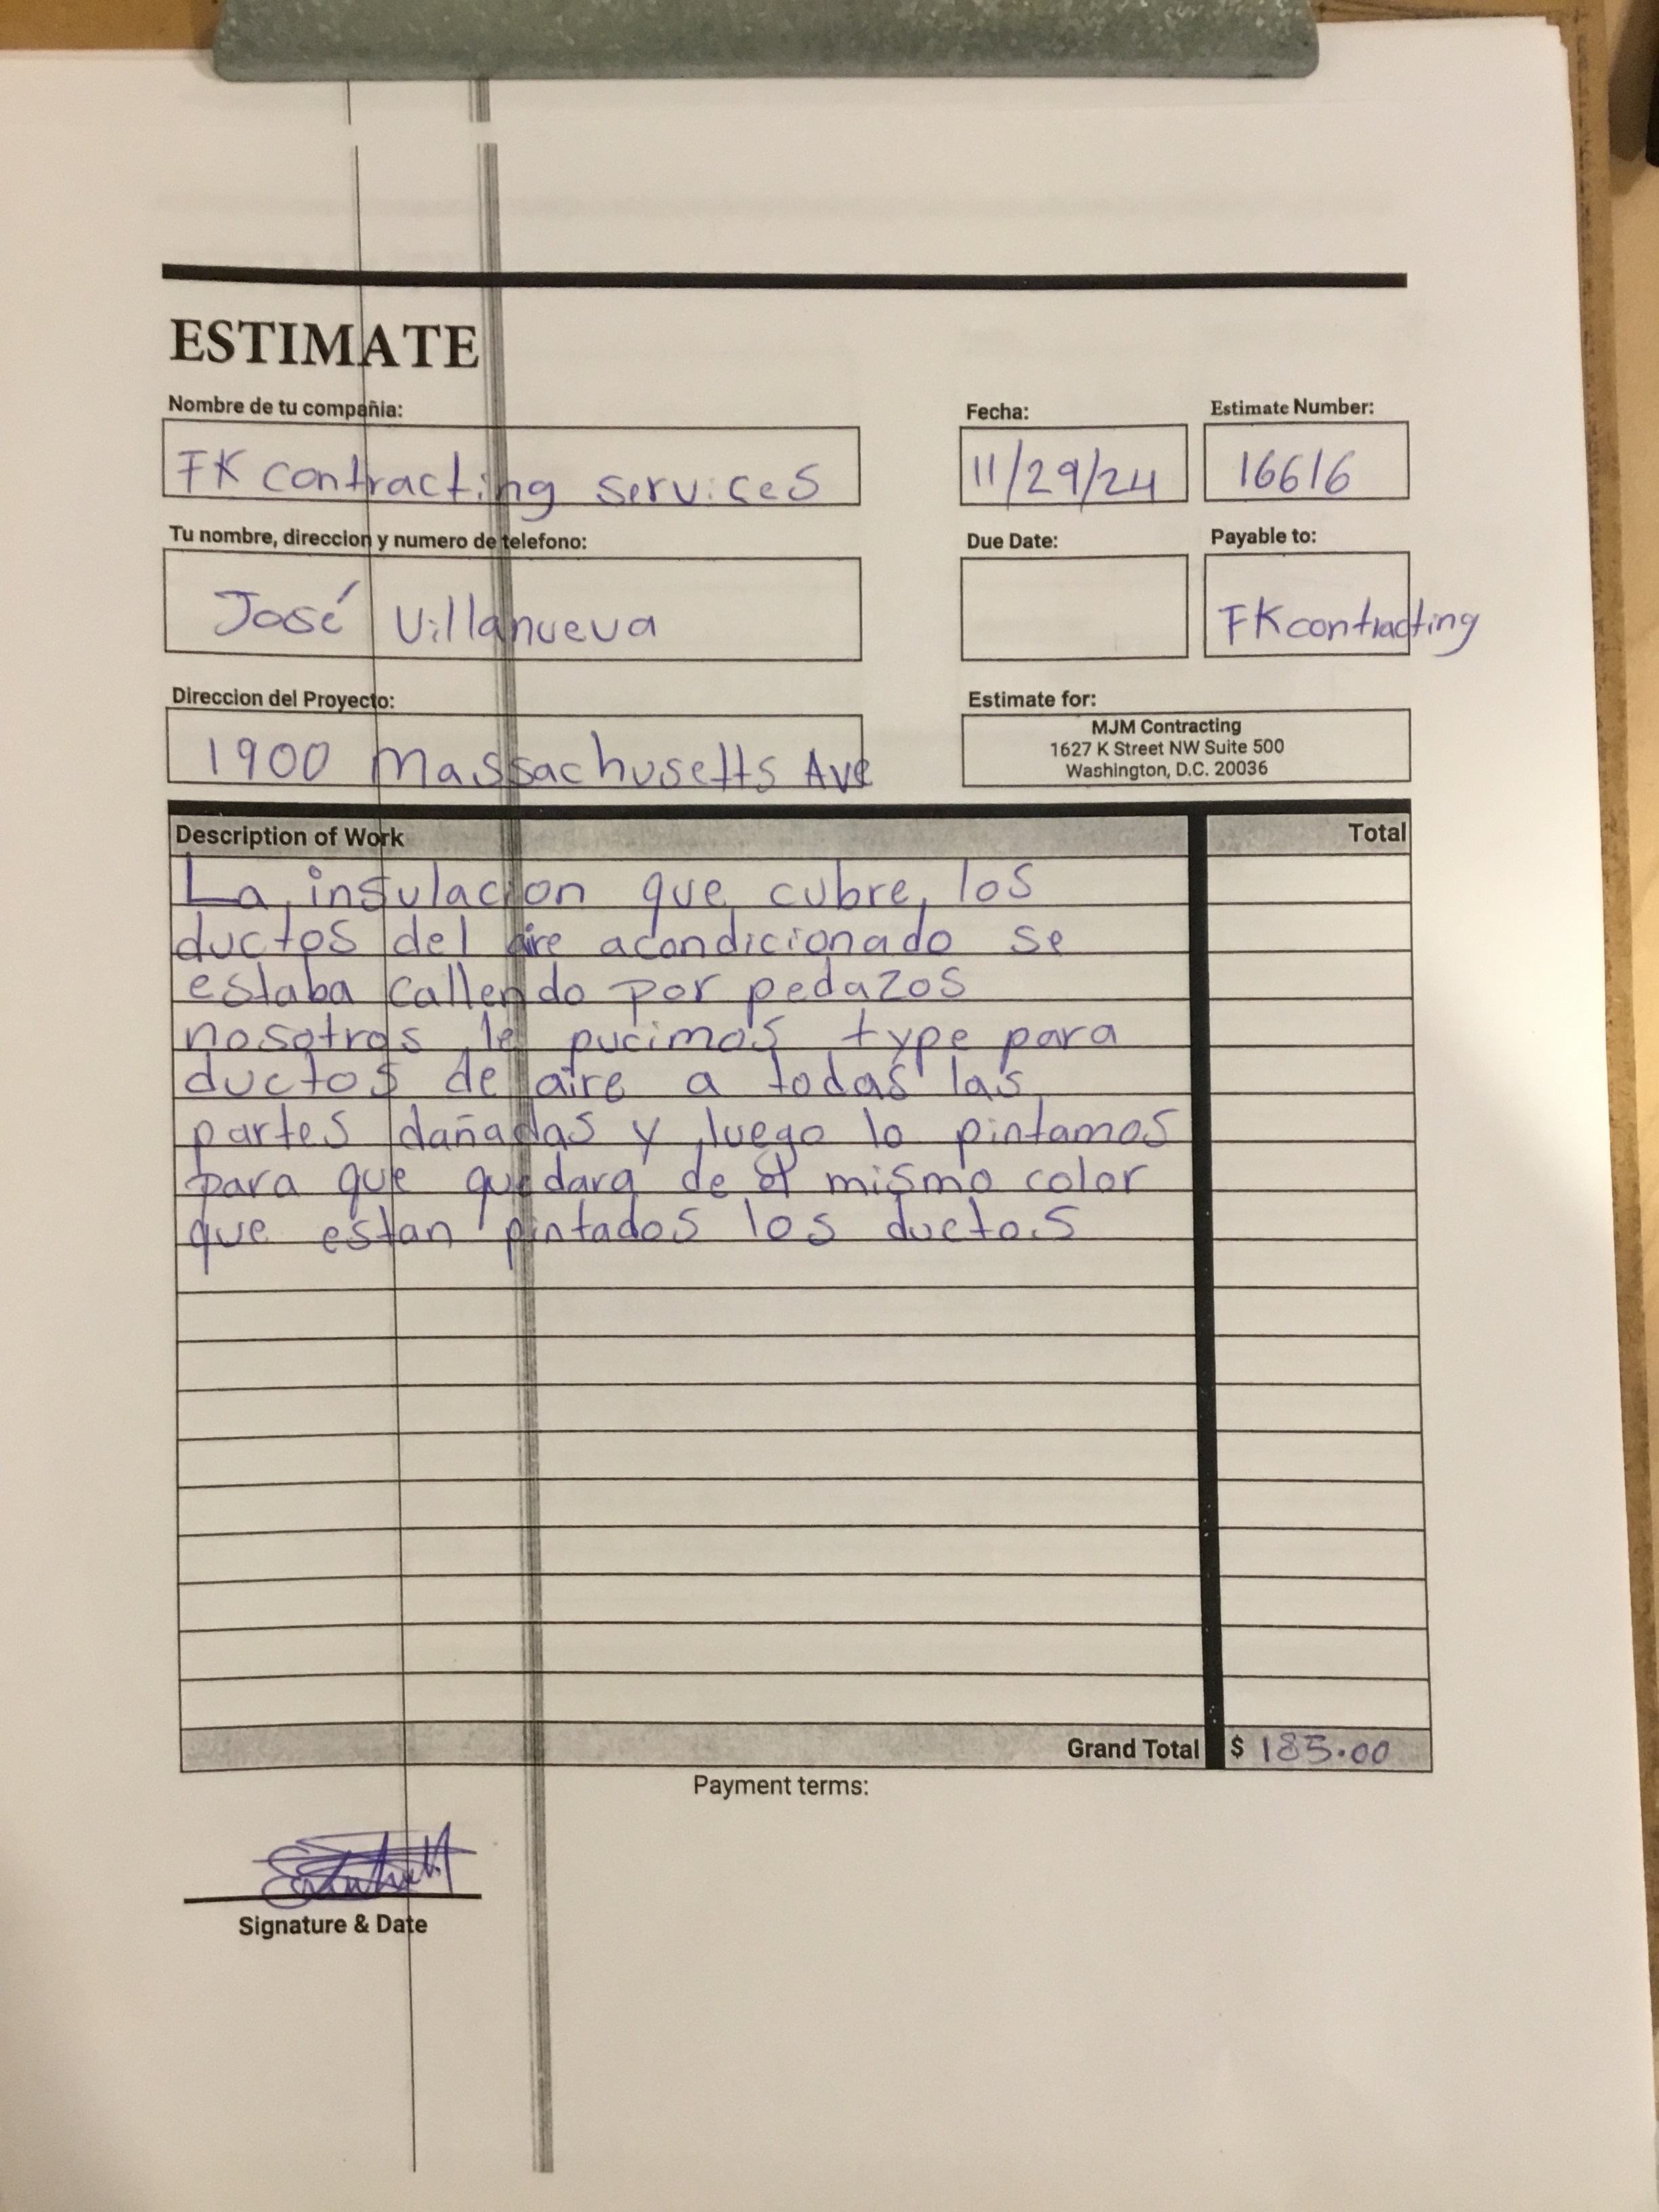 ESTIMATE
Nombre de tu compañia:
FK contracting services
Fecha:
11/29/24
Estimate Number:
16616
Tu nombre, direccion y numero de telefono:
José Villanueva
Due Date:
Payable to:
FK contracting
Direccion del Proyecto:
1900 Massachusetts Ave
Estimate for:
MJM Contracting
1627 K Street NW Suite 500
Washington, D.C. 20036
Description of Work
Total
La insulacion que cubre los
ductos del aire acondicionado se
estaba callendo por pedazos
nosotros le pucimos type para
ductos de aire a todas las
partes dañadas y luego lo pintamos
para que quedara de el mismo color
que estan pintados los ductos
Grand Total $ 185.00
Payment terms:
Signature & Date